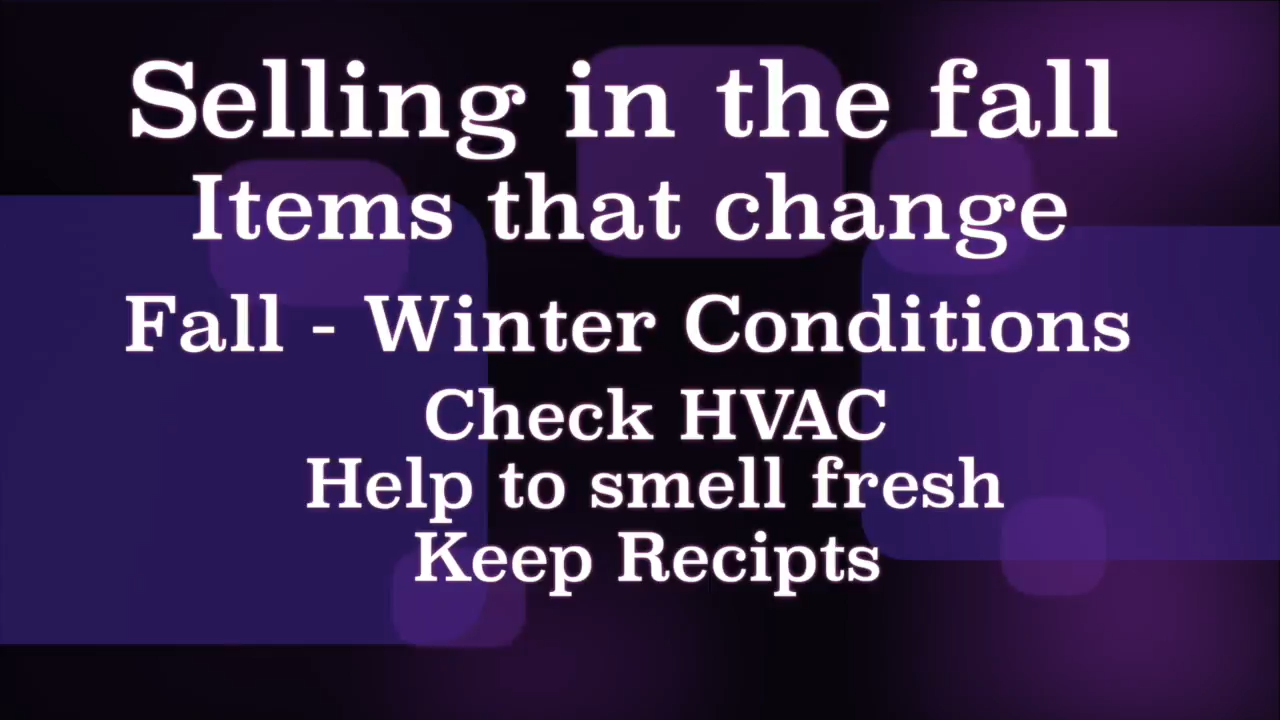 Selling in the fall
Items that change
Fall - Winter Conditions
Check HVAC
Help to smell fresh
Keep Recipts